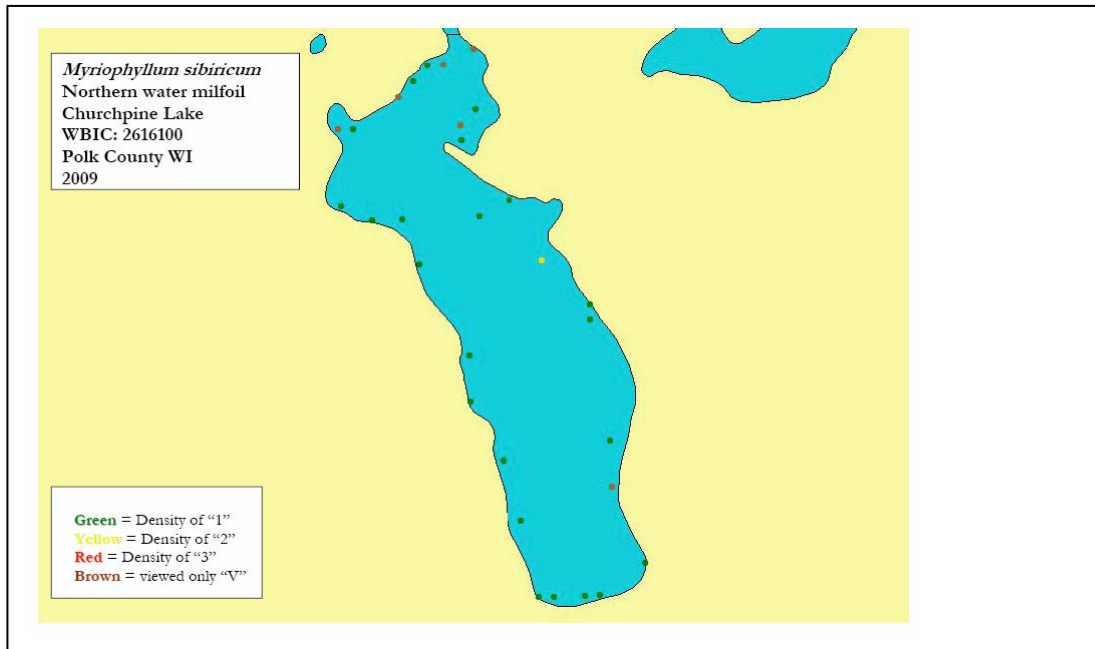 Myriophyllum sibiricum
Northern water milfoil
Churchpine Lake
WBIC: 2616100
Polk County WI
2009
Green = Density of “1”
Yellow = Density of “2”
Red = Density of “3”
Brown = viewed only “V”